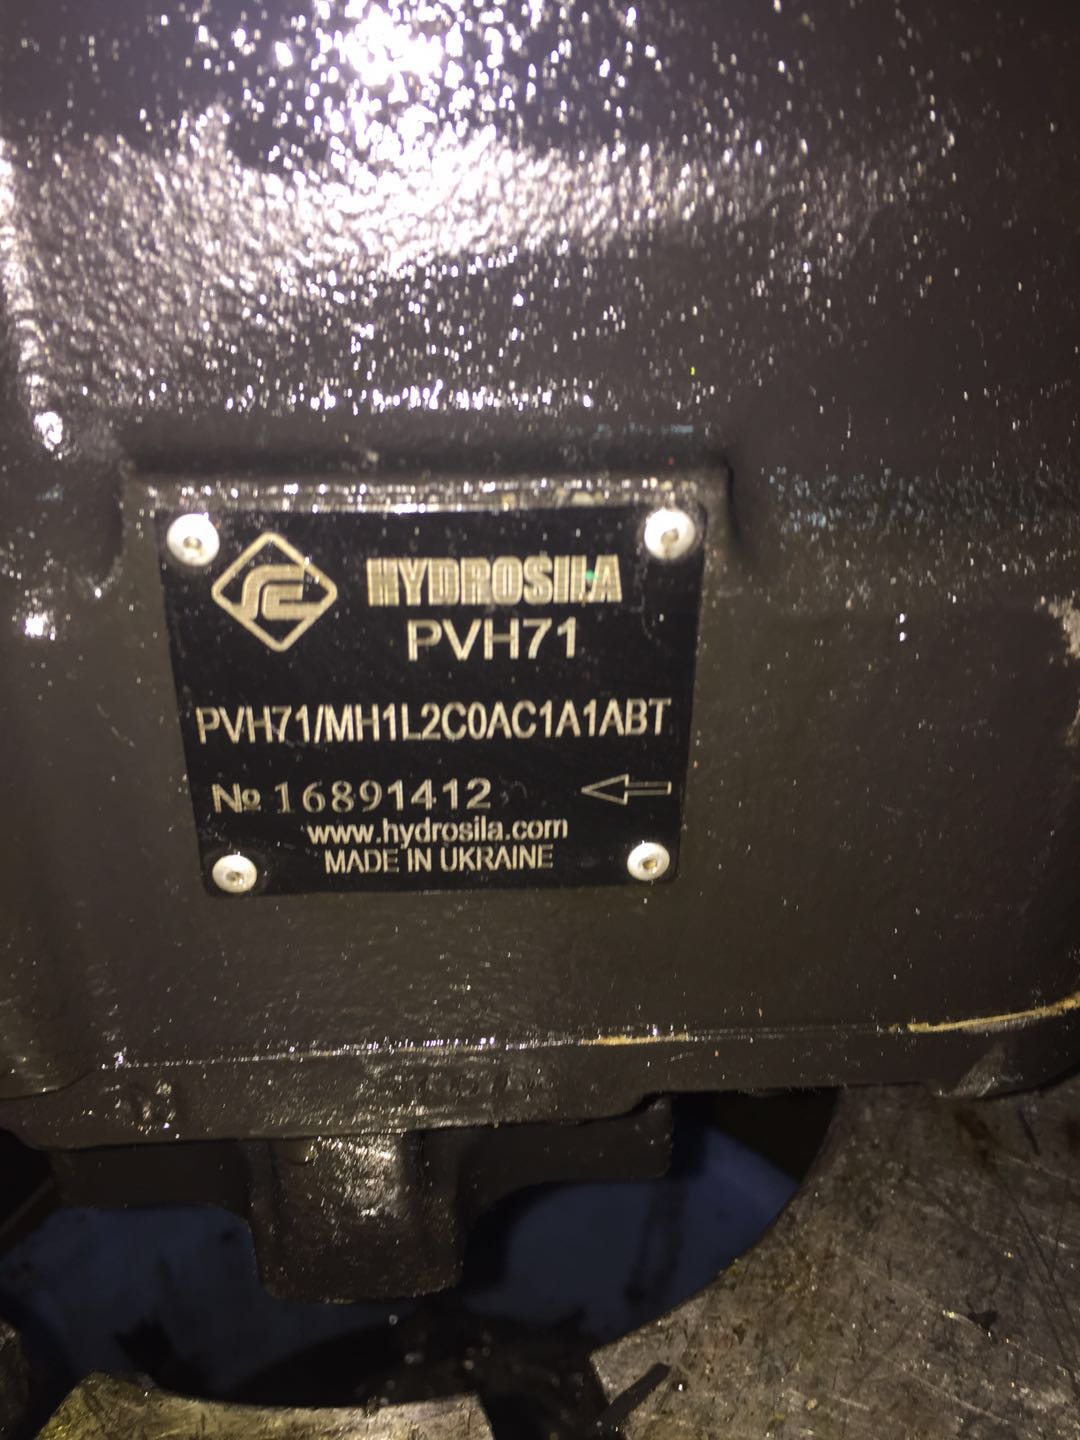 HYDROSILA
PVH71
PVH71/MH1L2C0AC1A1ABT
№ 16891412
www.hydrosila.com
MADE IN UKRAINE